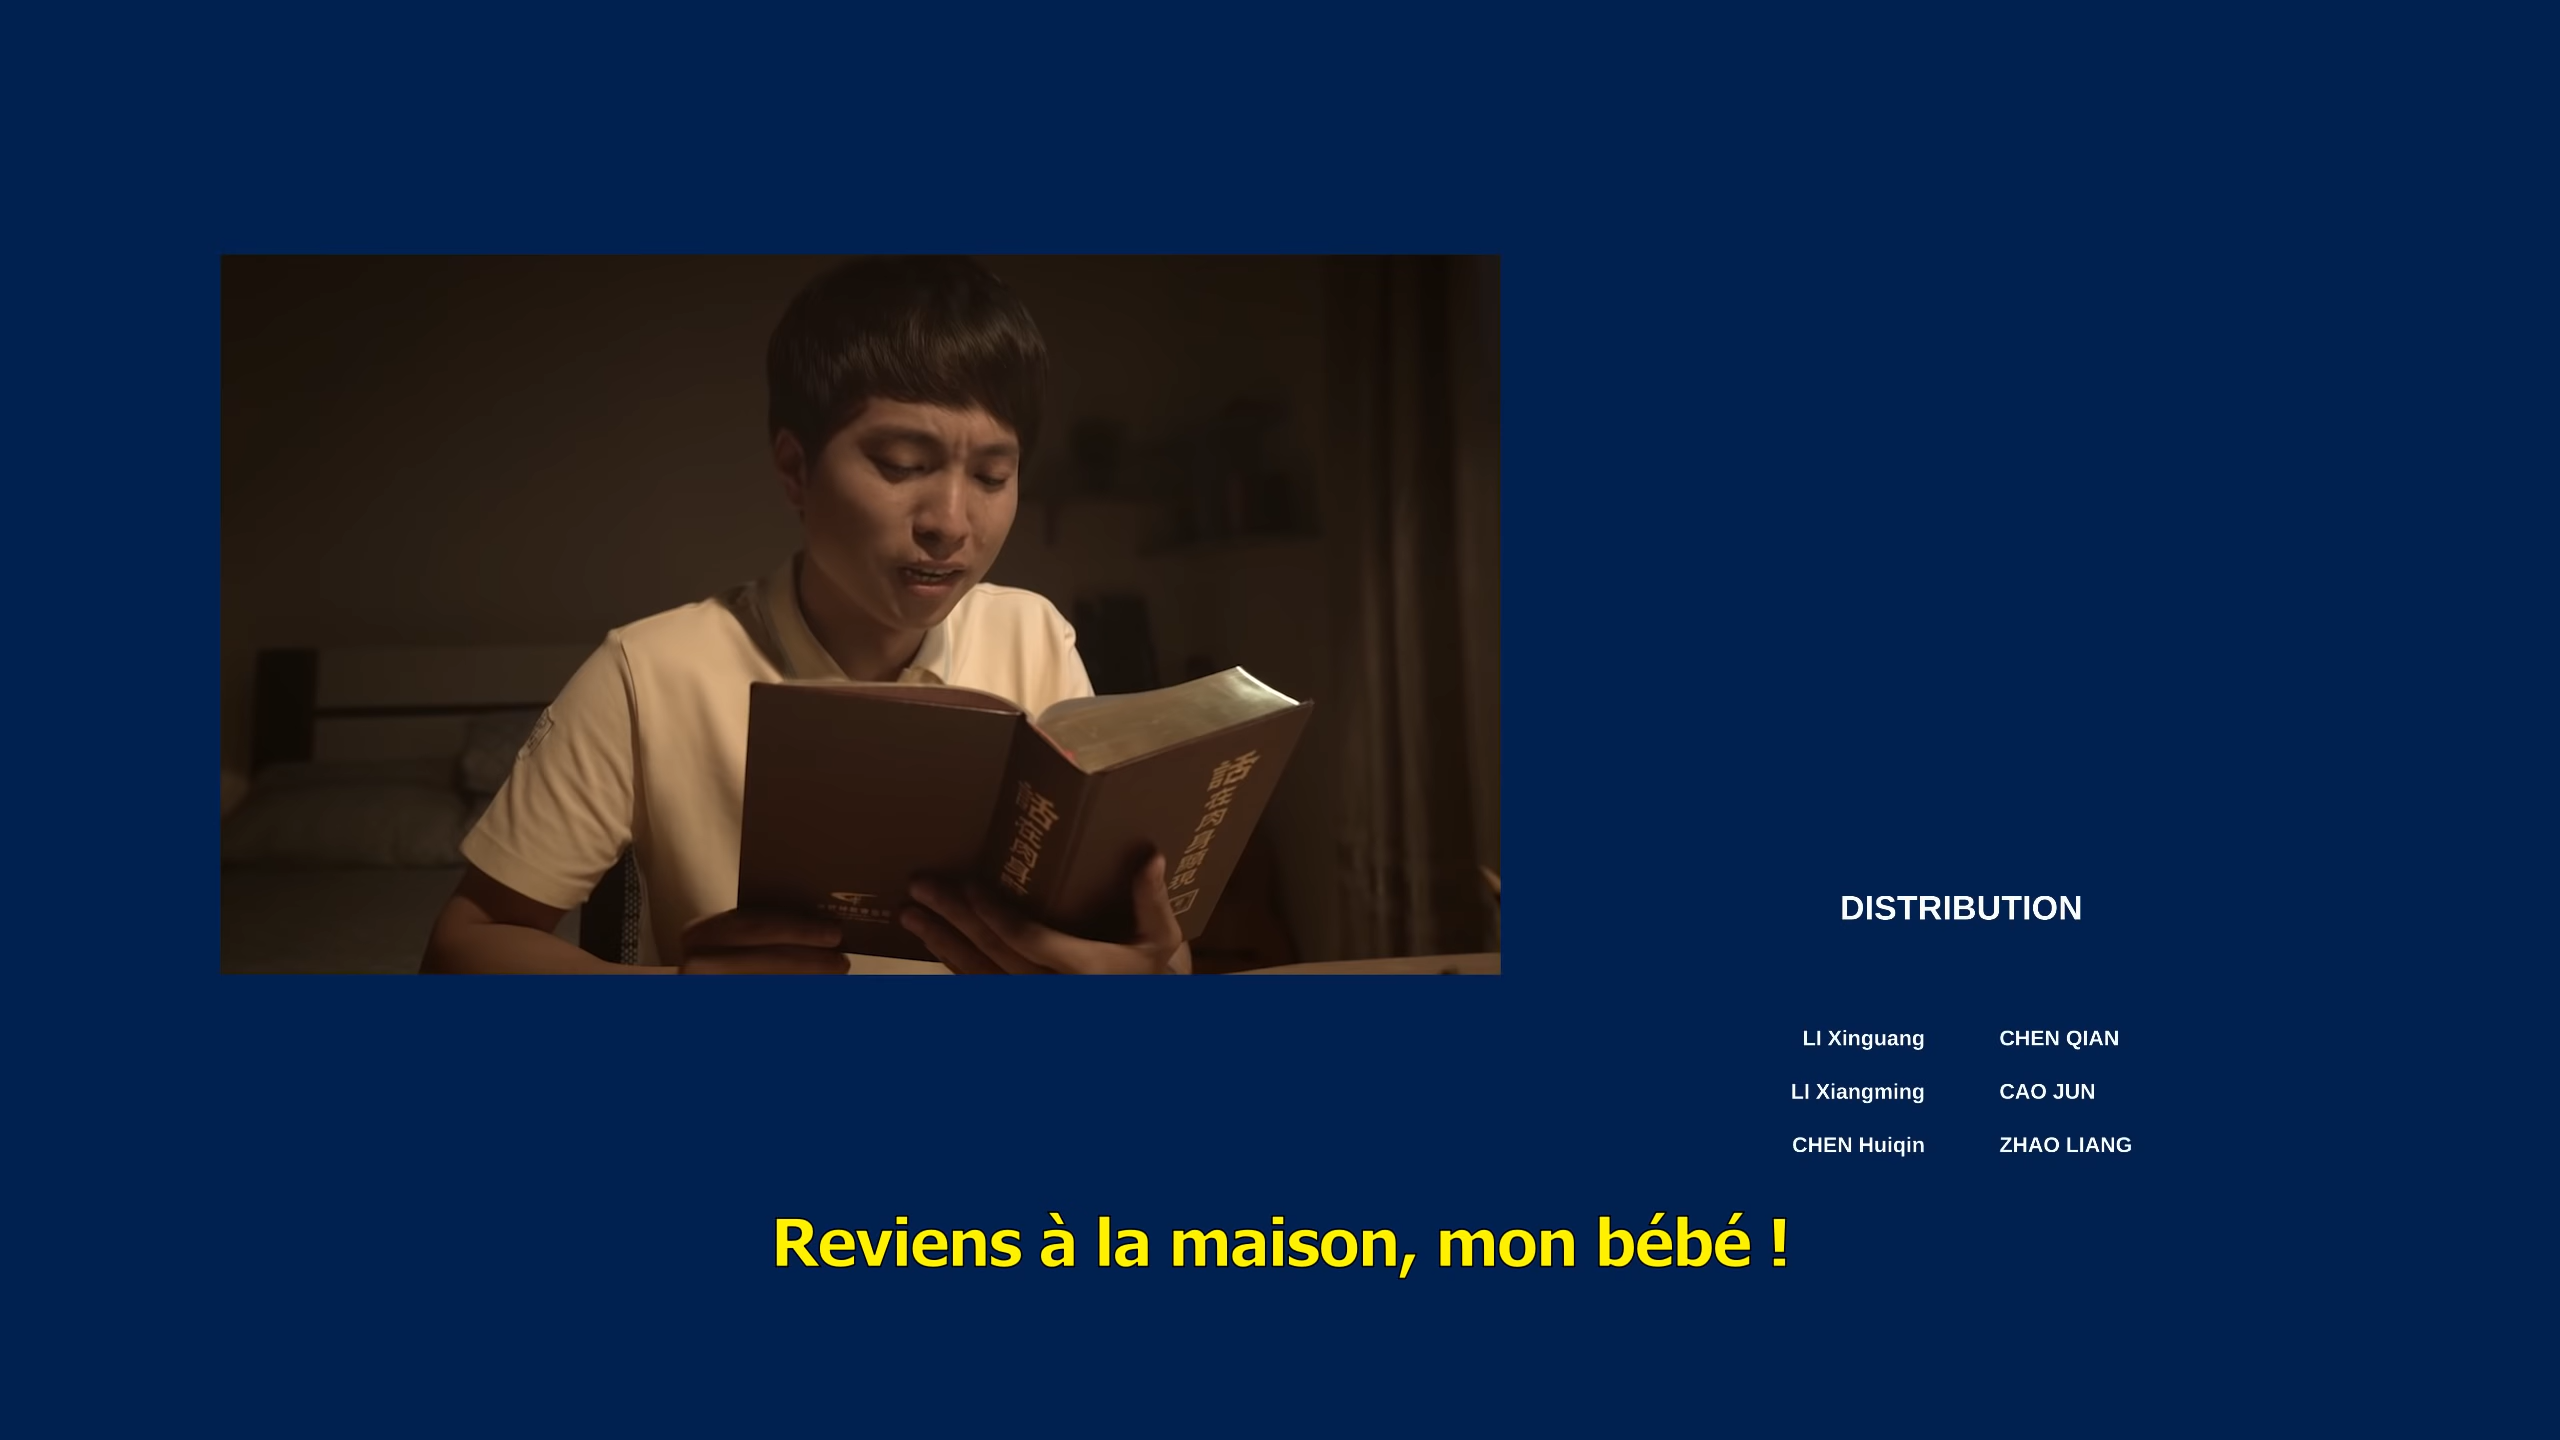 DISTRIBUTION
LI Xinguang CHEN QIAN
LI Xiangming CAO JUN
CHEN Huiqin ZHAO LIANG
Reviens à la maison, mon bébé !